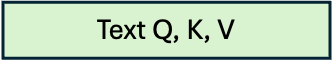 Text Q, K, V